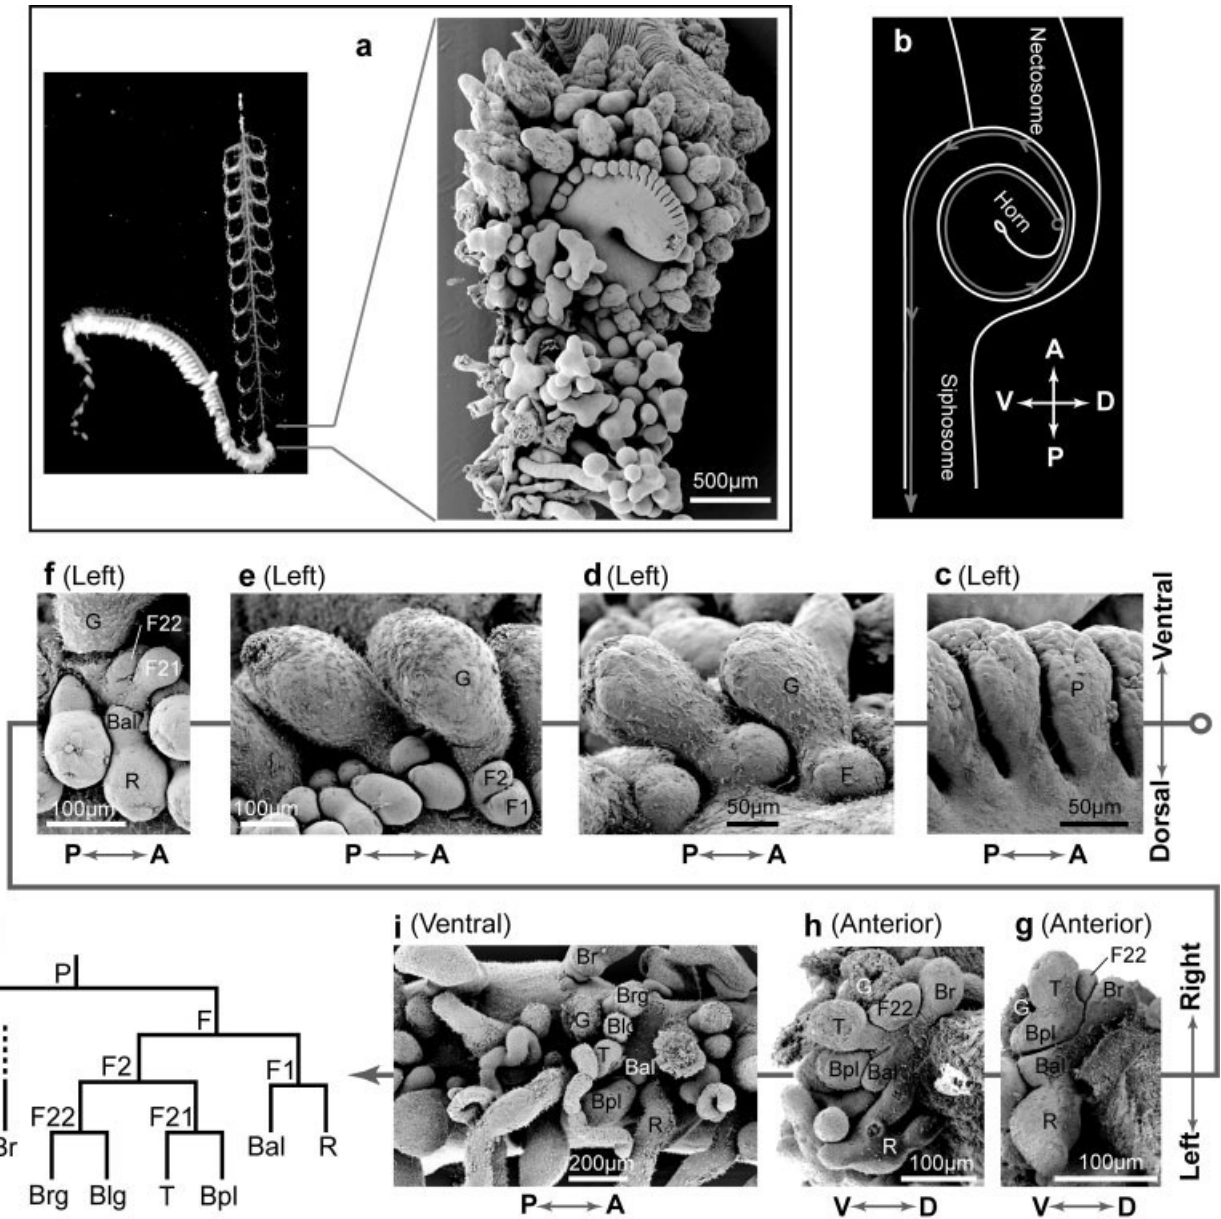 a
b
Nectosome
Horn
500µm
Siphosome
A
V D
P
f (Left)
e (Left)
d (Left)
c (Left)
G
F22
F21
Bal
R
100µm
G
F2
F1
100µm
G
F
50µm
P
50µm
Ventral
Dorsal
P A
P A
P A
P A
i (Ventral)
h (Anterior)
g (Anterior)
Br
Brg
G
Blg
T
Bal
Bpl
R
200µm
G
F22
Br
T
Bpl
Bal
R
100µm
F22
T
Br
G
Bpl
Bal
R
100µm
Right
Left
P A
V D
V D
P
F
F2
F1
F22
F21
Bal R
Brg Blg T Bpl